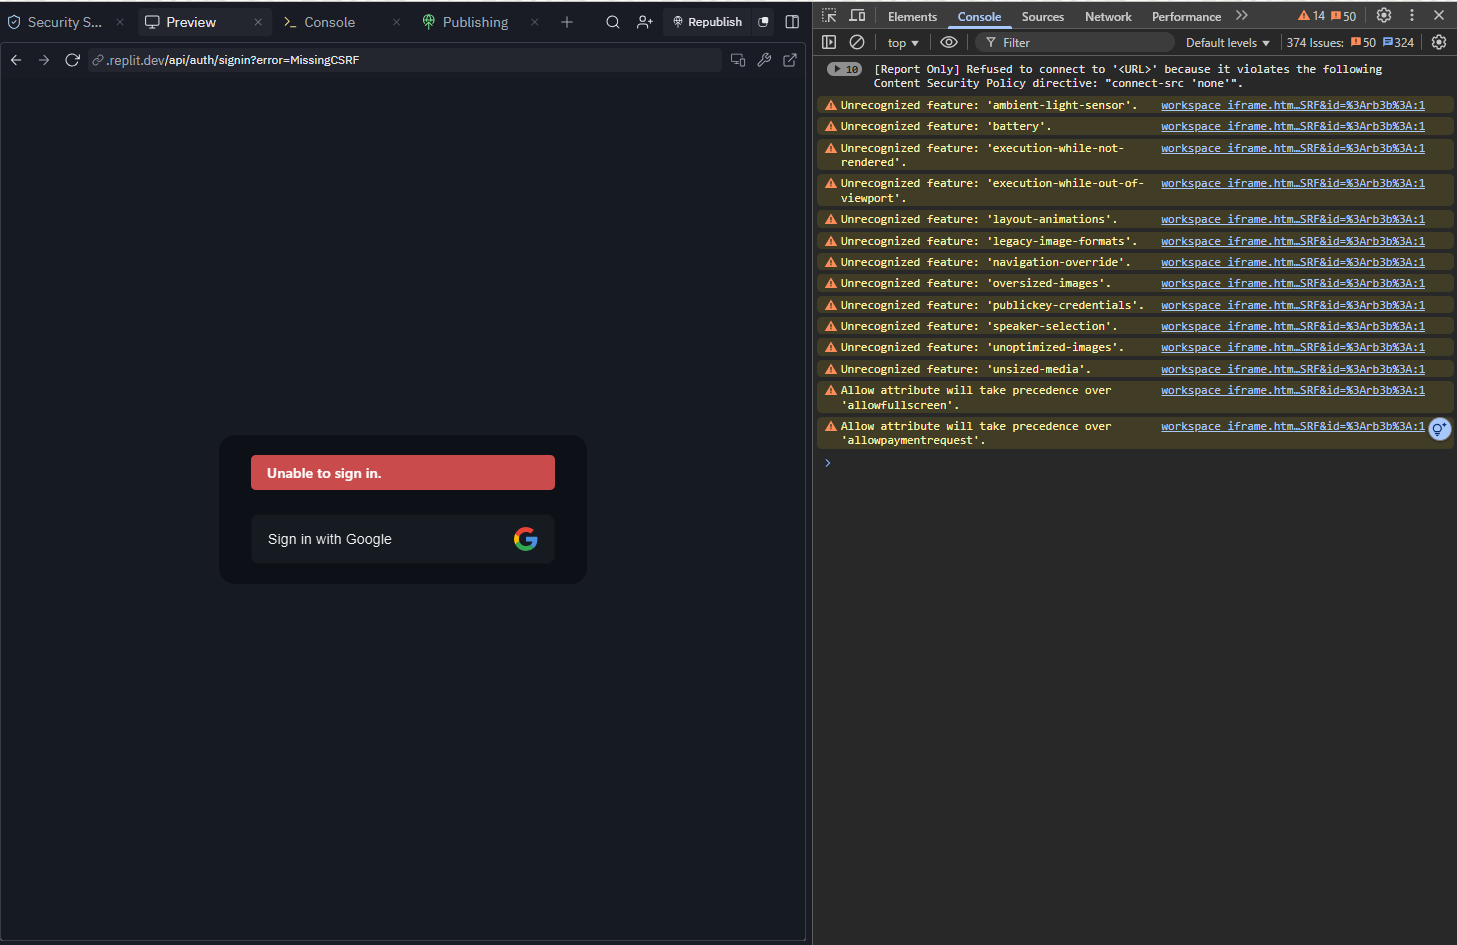 Security S...
Preview
Console
Publishing
Republish
.replit.dev/api/auth/signin?error=MissingCSRF
Unable to sign in.
Sign in with Google
Elements
Console
Sources
Network
Performance
14
50
top
Filter
Default levels
374 Issues:
50
324
10
[Report Only] Refused to connect to '<URL>' because it violates the following
Content Security Policy directive: "connect-src 'none'".
Unrecognized feature: 'ambient-light-sensor'. workspace_iframe.htm…SRF&id=%3Arb3b%3A:1
Unrecognized feature: 'battery'. workspace_iframe.htm…SRF&id=%3Arb3b%3A:1
Unrecognized feature: 'execution-while-not- workspace_iframe.htm…SRF&id=%3Arb3b%3A:1
rendered'.
Unrecognized feature: 'execution-while-out-of- workspace_iframe.htm…SRF&id=%3Arb3b%3A:1
viewport'.
Unrecognized feature: 'layout-animations'. workspace_iframe.htm…SRF&id=%3Arb3b%3A:1
Unrecognized feature: 'legacy-image-formats'. workspace_iframe.htm…SRF&id=%3Arb3b%3A:1
Unrecognized feature: 'navigation-override'. workspace_iframe.htm…SRF&id=%3Arb3b%3A:1
Unrecognized feature: 'oversized-images'. workspace_iframe.htm…SRF&id=%3Arb3b%3A:1
Unrecognized feature: 'publickey-credentials'. workspace_iframe.htm…SRF&id=%3Arb3b%3A:1
Unrecognized feature: 'speaker-selection'. workspace_iframe.htm…SRF&id=%3Arb3b%3A:1
Unrecognized feature: 'unoptimized-images'. workspace_iframe.htm…SRF&id=%3Arb3b%3A:1
Unrecognized feature: 'unsized-media'. workspace_iframe.htm…SRF&id=%3Arb3b%3A:1
Allow attribute will take precedence over workspace_iframe.htm…SRF&id=%3Arb3b%3A:1
'allowfullscreen'.
Allow attribute will take precedence over workspace_iframe.htm…SRF&id=%3Arb3b%3A:1
'allowpaymentrequest'.